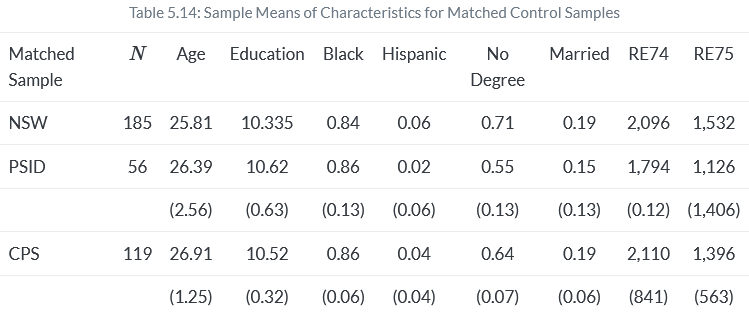 Table 5.14: Sample Means of Characteristics for Matched Control Samples
Matched Sample N Age Education Black Hispanic No Degree Married RE74 RE75
NSW 185 25.81 10.335 0.84 0.06 0.71 0.19 2,096 1,532
PSID 56 26.39 10.62 0.86 0.02 0.55 0.15 1,794 1,126
(2.56) (0.63) (0.13) (0.06) (0.13) (0.13) (0.12) (1,406)
CPS 119 26.91 10.52 0.86 0.04 0.64 0.19 2,110 1,396
(1.25) (0.32) (0.06) (0.04) (0.07) (0.06) (841) (563)